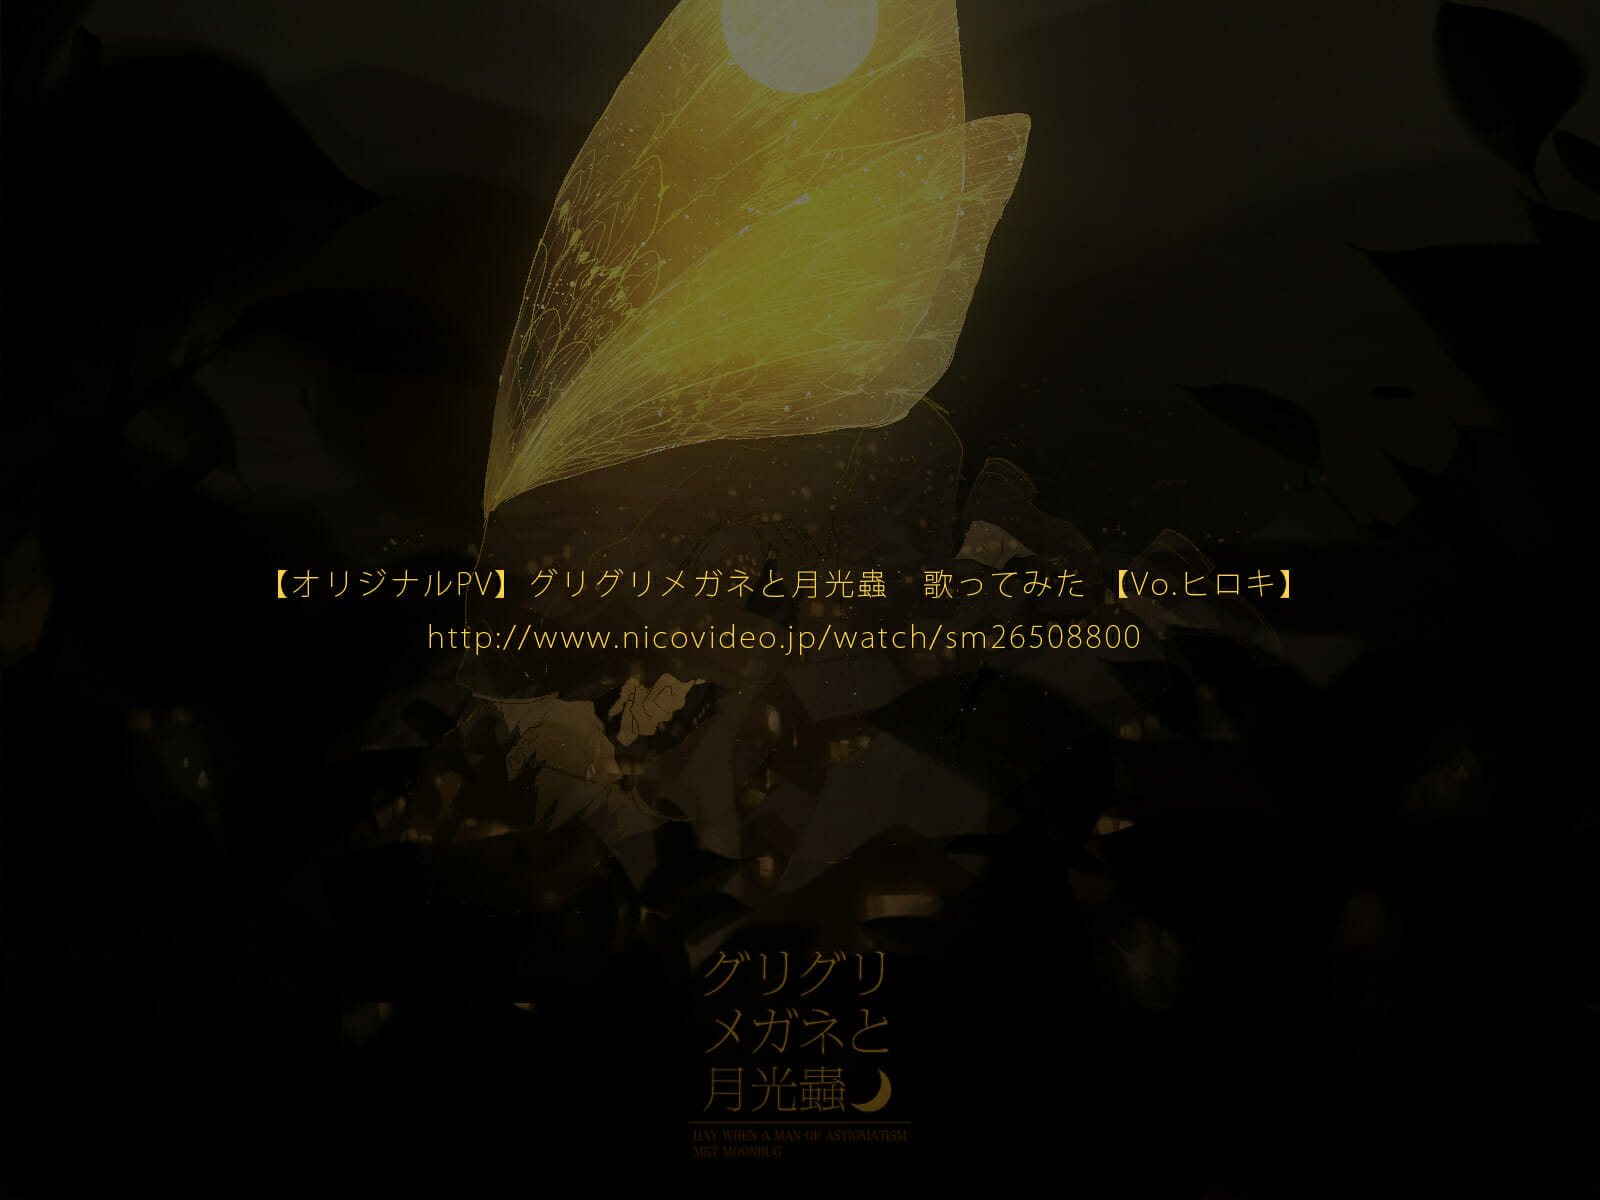 【オリジナルPV】グリグリメガネと月光蟲　歌ってみた 【Vo.ヒロキ】
http://www.nicovideo.jp/watch/sm26508800
グリグリ
メガネと
月光蟲
DAY WHEN A MAN OF ASTIGMATISM
MET MOONBUG